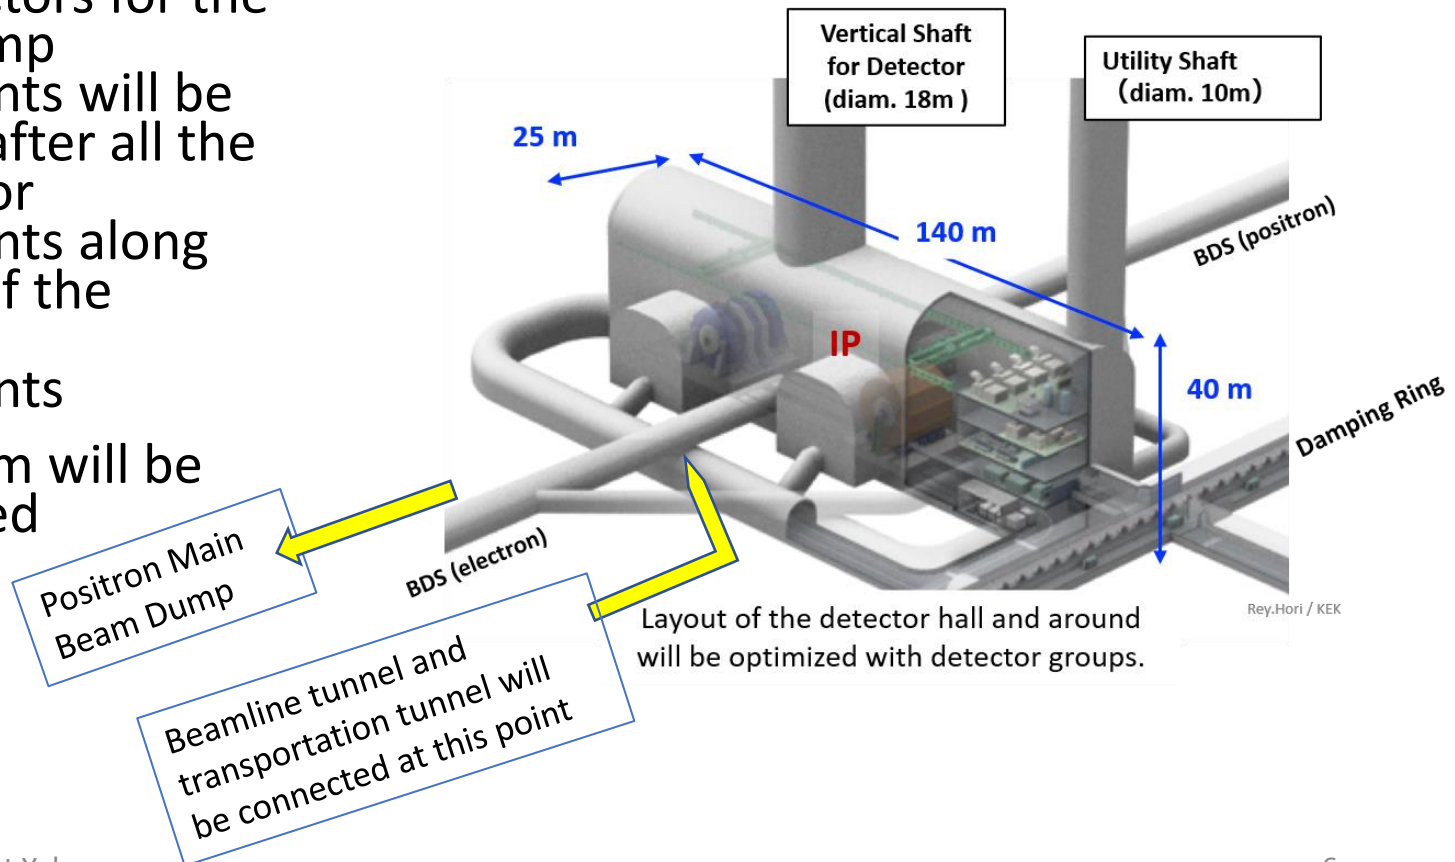 ctors for the
mp
nts will be
after all the
or
nts along
f the
nts
m will be
ed
Vertical Shaft
for Detector
(diam. 18m )
Utility Shaft
（diam. 10m）
25 m
140 m
BDS (positron)
IP
40 m
Damping Ring
BDS (electron)
Positron Main
Beam Dump
Rey.Hori / KEK
Layout of the detector hall and around
will be optimized with detector groups.
Beamline tunnel and
transportation tunnel will
be connected at this point